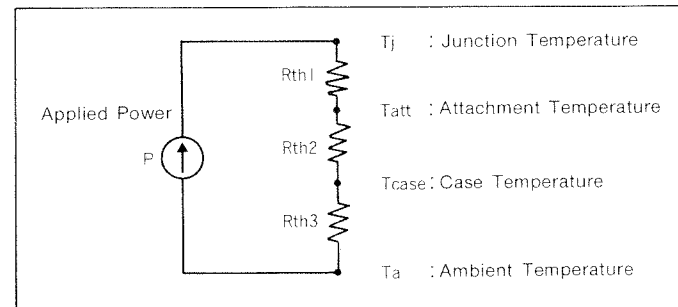 Tj : Junction Temperature
Rth1
Applied Power
Tatt : Attachment Temperature
P
Rth2
Tcase : Case Temperature
Rth3
Ta : Ambient Temperature